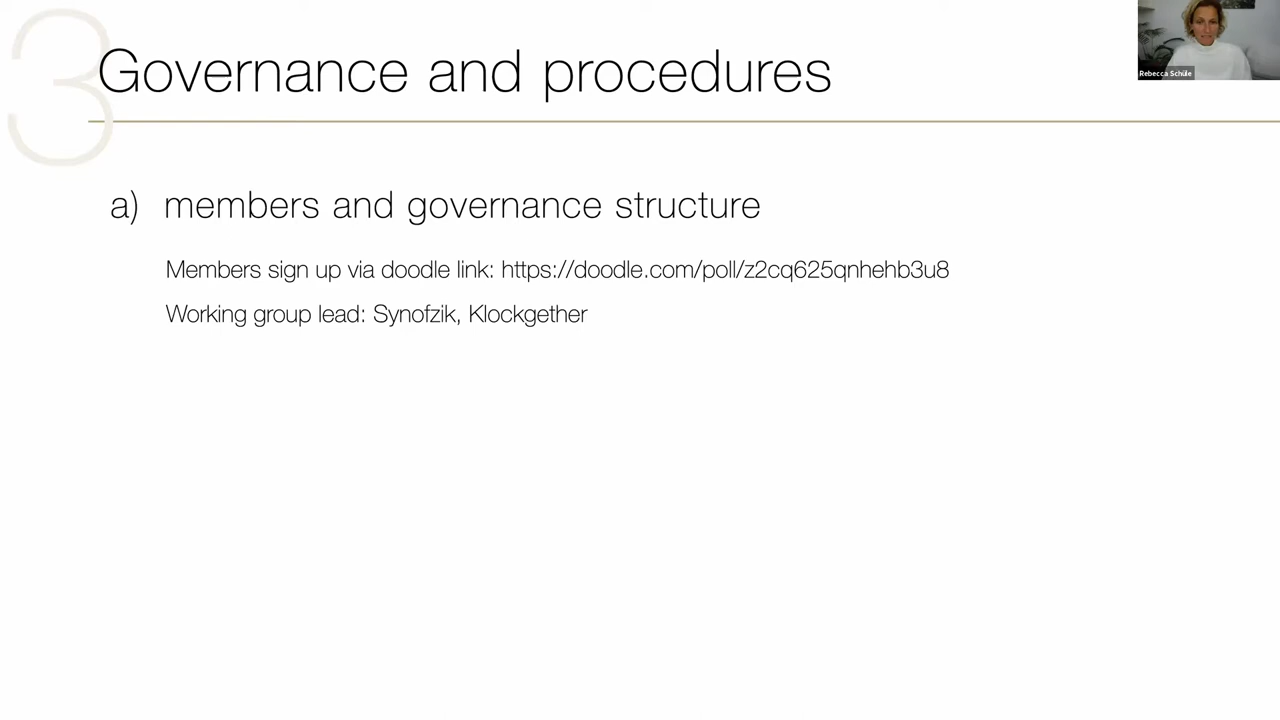 3
Governance and procedures
Rebecca Schüle
a) members and governance structure
Members sign up via doodle link: https://doodle.com/poll/z2cq625qnhehb3u8
Working group lead: Synofzik, Klockgether